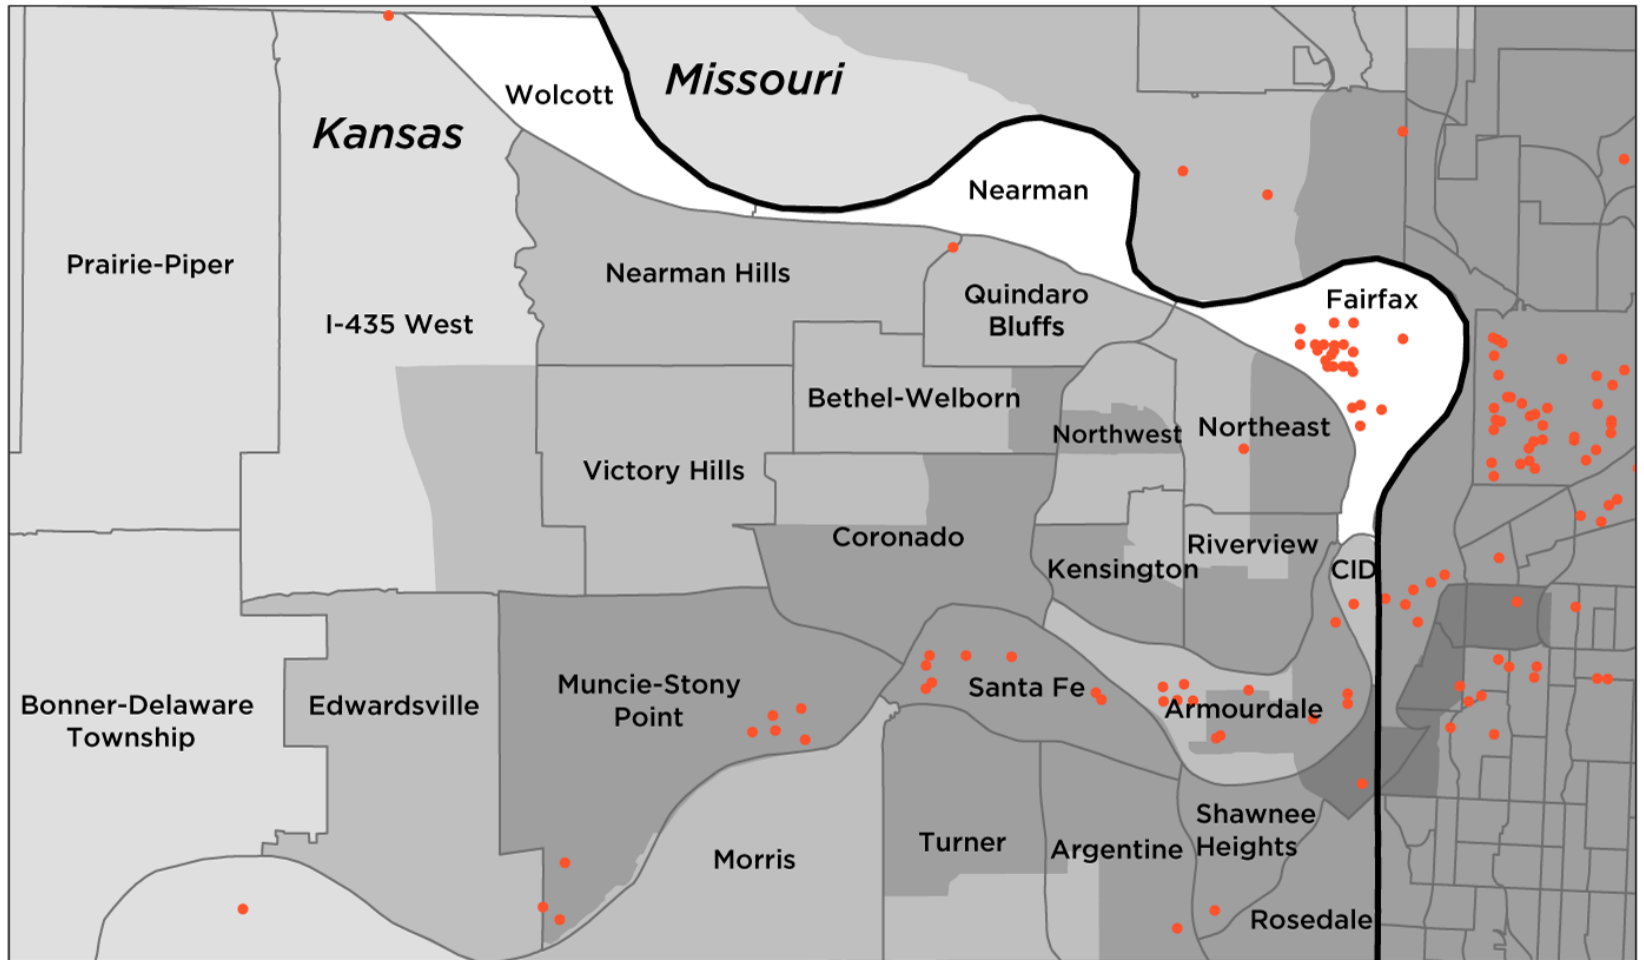 Missouri
Wolcott
Kansas
Nearman
Prairie-Piper
Nearman Hills
Quindaro
Bluffs
Fairfax
I-435 West
Bethel-Welborn
Northwest
Northeast
Victory Hills
Coronado
Riverview
Kensington
CID
Bonner-Delaware
Township
Edwardsville
Muncie-Stony
Point
Santa Fe
Armourdale
Shawnee
Heights
Turner
Argentine
Morris
Rosedale